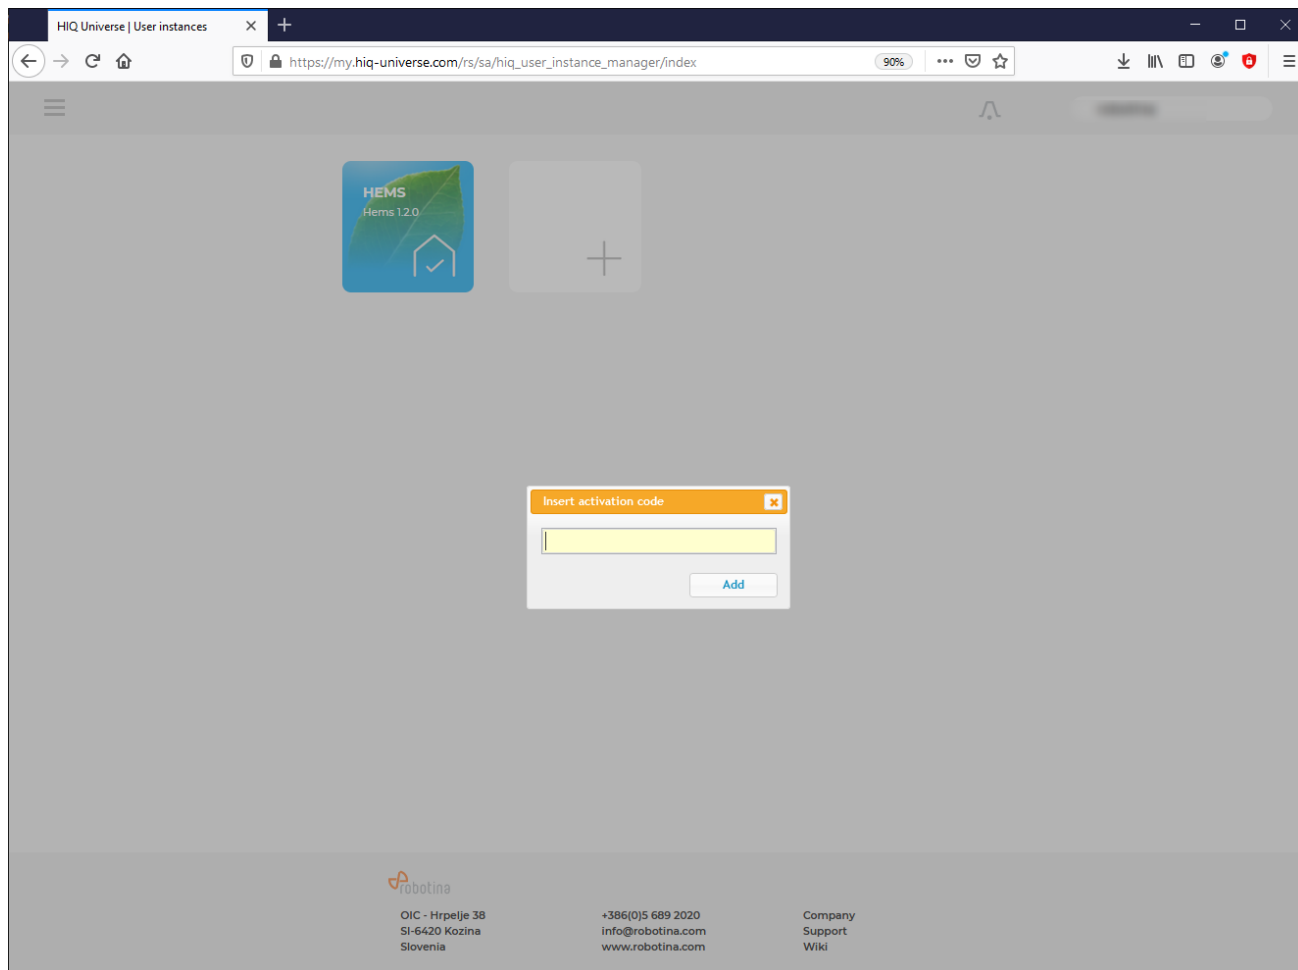 HIQ Universe | User instances
https://my.hiq-universe.com/rs/sa/hiq_user_instance_manager/index
90%
HEMS
Hems 1.2.0
Insert activation code
Add
robotina
OIC - Hrpelje 38
+386(0)5 689 2020
Company
SI-6420 Kozina
info@robotina.com
Support
Slovenia
www.robotina.com
Wiki